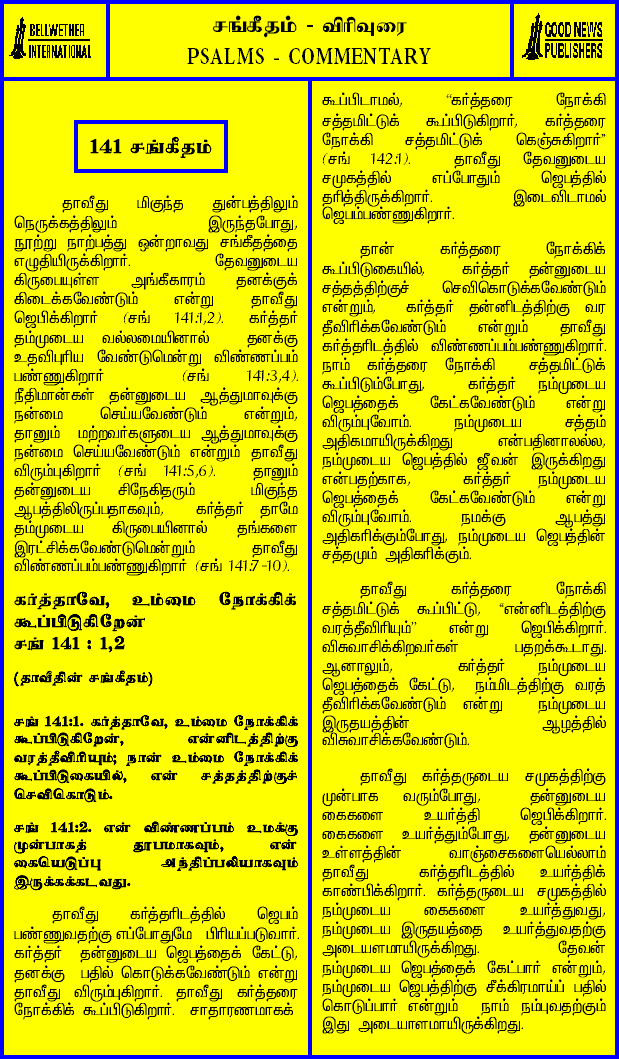 BELLWETHER
INTERNATIONAL
சங்கீதம் - விரிவுரை
PSALMS - COMMENTARY
GOOD NEWS
PUBLISHERS
141 சங்கீதம்
தாவீது மிகுந்த துன்பத்திலும்
நெருக்கத்திலும் இருந்தபோது,
நூற்று நாற்பத்து ஒன்றாவது சங்கீதத்தை
எழுதியிருக்கிறார். தேவனுடைய
கிருபையுள்ள அங்கீகாரம் தனக்குக்
கிடைக்கவேண்டும் என்று தாவீது
ஜெபிக்கிறார் (சங் 141:1,2). கர்த்தர்
தம்முடைய வல்லமையினால் தனக்கு
உதவிபுரிய வேண்டுமென்று விண்ணப்பம்
பண்ணுகிறார் (சங் 141:3,4).
நீதிமான்கள் தன்னுடைய ஆத்துமாவுக்கு
நன்மை செய்யவேண்டும் என்றும்,
தானும் மற்றவர்களுடைய ஆத்துமாவுக்கு
நன்மை செய்யவேண்டும் என்றும் தாவீது
விரும்புகிறார் (சங் 141:5,6). தானும்
தன்னுடைய சிநேகிதரும் மிகுந்த
ஆபத்திலிருப்பதாகவும், கர்த்தர் தாமே
தம்முடைய கிருபையினால் தங்களை
இரட்சிக்கவேண்டுமென்றும் தாவீது
விண்ணப்பம்பண்ணுகிறார் (சங் 141:7-10).
கர்த்தாவே, உம்மை நோக்கிக்
கூப்பிடுகிறேன்
சங் 141 : 1,2
(தாவீதின் சங்கீதம்)
சங் 141:1. கர்த்தாவே, உம்மை நோக்கிக்
கூப்பிடுகிறேன், என்னிடத்திற்கு
வரத்தீவிரியும்; நான் உம்மை நோக்கிக்
கூப்பிடுகையில், என் சத்தத்திற்குச்
செவிகொடும்.
சங் 141:2. என் விண்ணப்பம் உமக்கு
முன்பாகத் தூபமாகவும், என்
கையெடுப்பு அந்திப்பலியாகவும்
இருக்கக்கடவது.
தாவீது கர்த்தரிடத்தில் ஜெபம்
பண்ணுவதற்கு எப்போதுமே பிரியப்படுவார்.
கர்த்தர் தன்னுடைய ஜெபத்தைக் கேட்டு,
தனக்கு பதில் கொடுக்கவேண்டும் என்று
தாவீது விரும்புகிறார். தாவீது கர்த்தரை
நோக்கிக் கூப்பிடுகிறார். சாதாரணமாகக்
கூப்பிடாமல், “கர்த்தரை நோக்கி
சத்தமிட்டுக் கூப்பிடுகிறார், கர்த்தரை
நோக்கி சத்தமிட்டுக் கெஞ்சுகிறார்”
(சங் 142:1). தாவீது தேவனுடைய
சமுகத்தில் எப்போதும் ஜெபத்தில்
தரித்திருக்கிறார். இடைவிடாமல்
ஜெபம்பண்ணுகிறார்.
தான் கர்த்தரை நோக்கிக்
கூப்பிடுகையில், கர்த்தர் தன்னுடைய
சத்தத்திற்குச் செவிகொடுக்கவேண்டும்
என்றும், கர்த்தர் தன்னிடத்திற்கு வர
தீவிரிக்கவேண்டும் என்றும் தாவீது
கர்த்தரிடத்தில் விண்ணப்பம்பண்ணுகிறார்.
நாம் கர்த்தரை நோக்கி சத்தமிட்டுக்
கூப்பிடும்போது, கர்த்தர் நம்முடைய
ஜெபத்தைக் கேட்கவேண்டும் என்று
விரும்புவோம். நம்முடைய சத்தம்
அதிகமாயிருக்கிறது என்பதினாலல்ல,
நம்முடைய ஜெபத்தில் ஜீவன் இருக்கிறது
என்பதற்காக, கர்த்தர் நம்முடைய
ஜெபத்தைக் கேட்கவேண்டும் என்று
விரும்புவோம். நமக்கு ஆபத்து
அதிகரிக்கும்போது, நம்முடைய ஜெபத்தின்
சத்தமும் அதிகரிக்கும்.
தாவீது கர்த்தரை நோக்கி
சத்தமிட்டுக் கூப்பிட்டு, “என்னிடத்திற்கு
வரத்தீவிரியும்” என்று ஜெபிக்கிறார்.
விசுவாசிக்கிறவர்கள் பதறக்கூடாது.
ஆனாலும், கர்த்தர் நம்முடைய
ஜெபத்தைக் கேட்டு, நம்மிடத்திற்கு வரத்
தீவிரிக்கவேண்டும் என்று நம்முடைய
இருதயத்தின் ஆழத்தில்
விசுவாசிக்கவேண்டும்.
தாவீது கர்த்தருடைய சமுகத்திற்கு
முன்பாக வரும்போது, தன்னுடைய
கைகளை உயர்த்தி ஜெபிக்கிறார்.
கைகளை உயர்த்தும்போது, தன்னுடைய
உள்ளத்தின் வாஞ்சைகளையெல்லாம்
தாவீது கர்த்தரிடத்தில் உயர்த்திக்
காண்பிக்கிறார். கர்த்தருடைய சமுகத்தில்
நம்முடைய கைகளை உயர்த்துவது,
நம்முடைய இருதயத்தை உயர்த்துவதற்கு
அடையளமாயிருக்கிறது. தேவன்
நம்முடைய ஜெபத்தைக் கேட்பார் என்றும்,
நம்முடைய ஜெபத்திற்கு சீக்கிரமாய்ப் பதில்
கொடுப்பார் என்றும் நாம் நம்புவதற்கும்
இது அடையாளமாயிருக்கிறது.